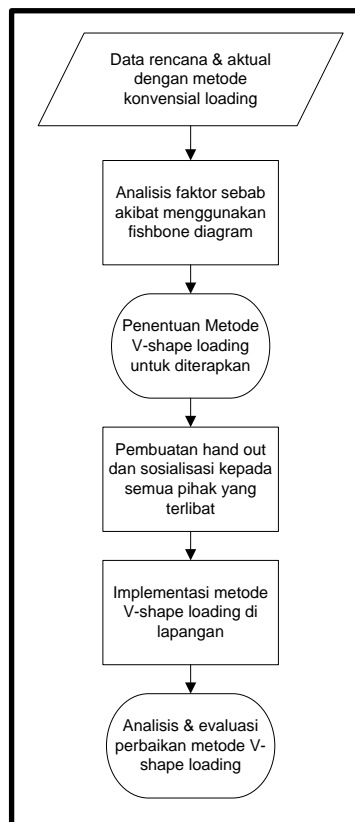 Data rencana & aktual
dengan metode
konvensial loading
Analisis faktor sebab
akibat menggunakan
fishbone diagram
Penentuan Metode
V-shape loading
untuk diterapkan
Pembuatan hand out
dan sosialisasi kepada
semua pihak yang
terlibat
Implementasi metode
V-shape loading di
lapangan
Analisis & evaluasi
perbaikan metode V-
shape loading